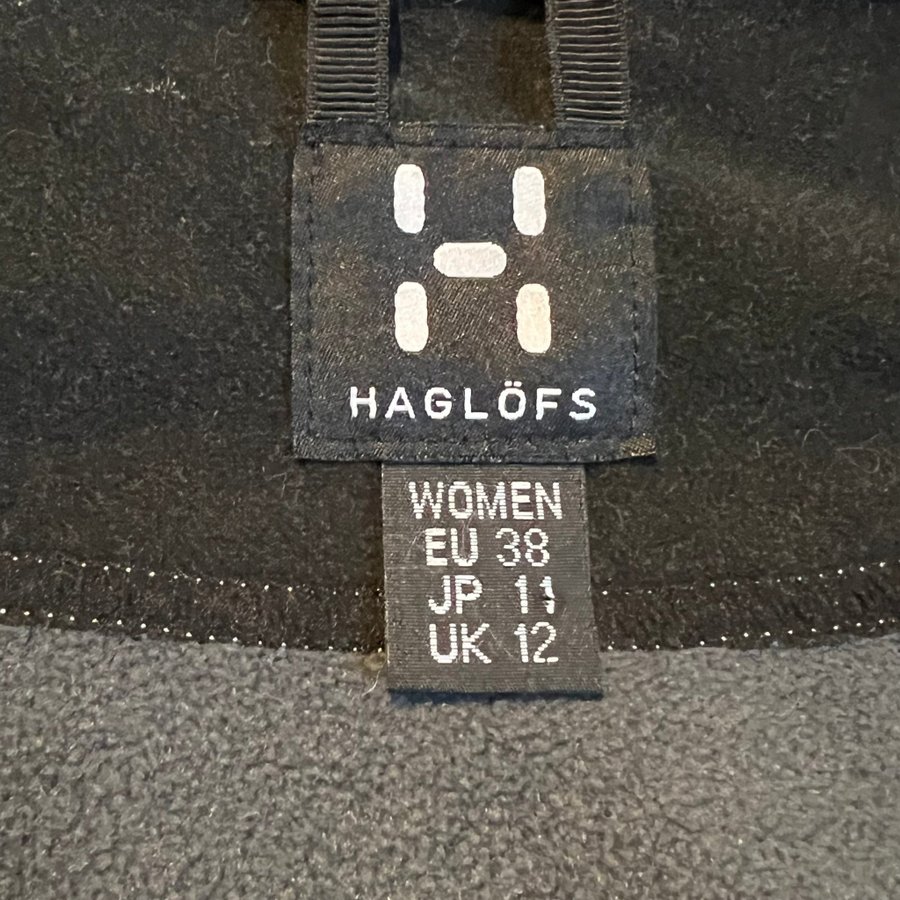 HAGLÖFS
WOMEN
EU 38
JP 11
UK 12